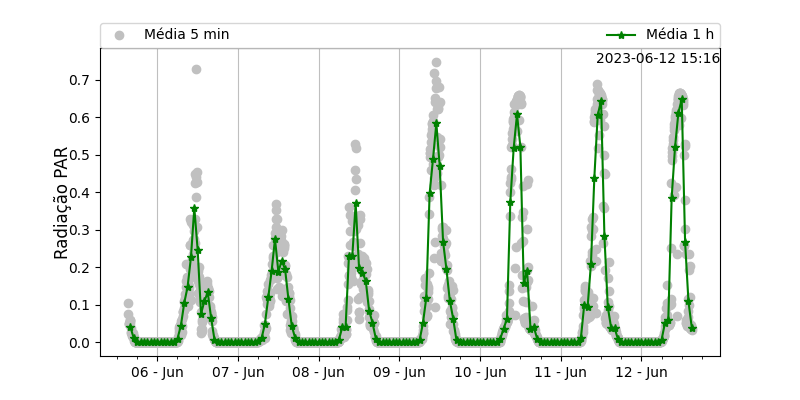 Média 5 min
Média 1 h
2023-06-12 15:16
Radiação PAR
0.7
0.6
0.5
0.4
0.3
0.2
0.1
0.0
06 - Jun
07 - Jun
08 - Jun
09 - Jun
10 - Jun
11 - Jun
12 - Jun